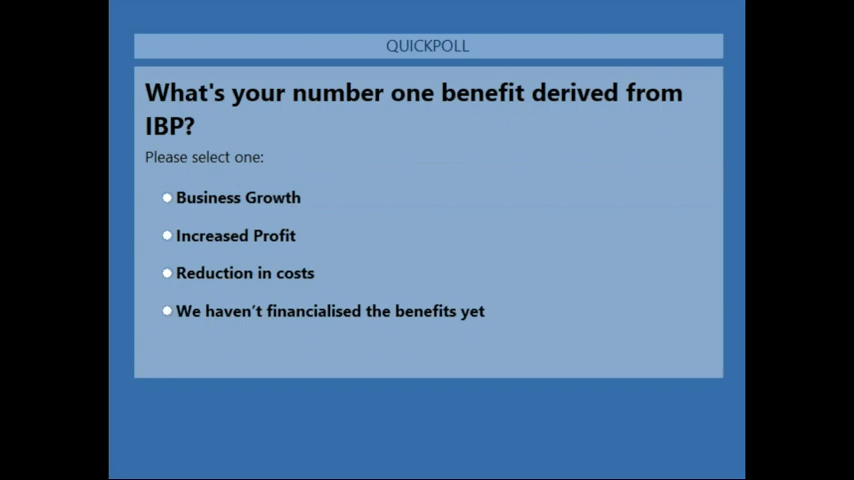 QUICKPOLL
What's your number one benefit derived from
IBP?
Please select one:
Business Growth
Increased Profit
Reduction in costs
We haven’t financialised the benefits yet